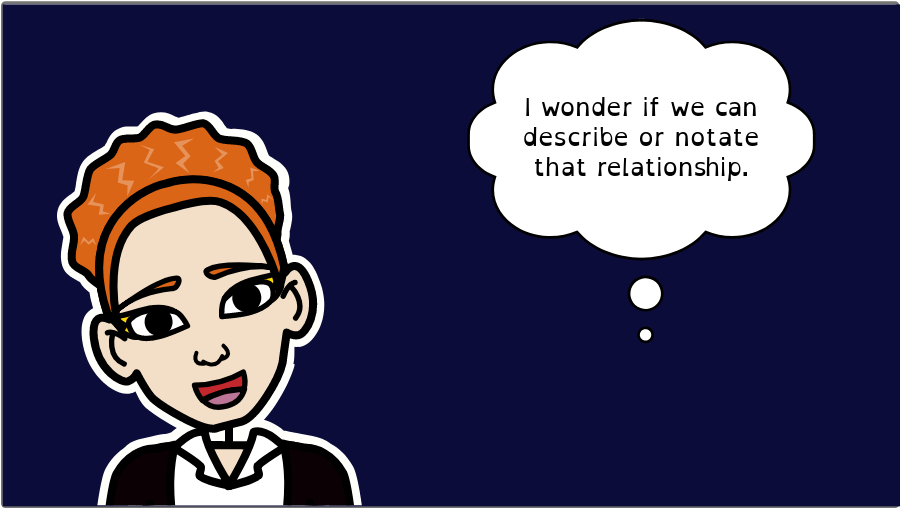 I wonder if we can
describe or notate
that relationship.